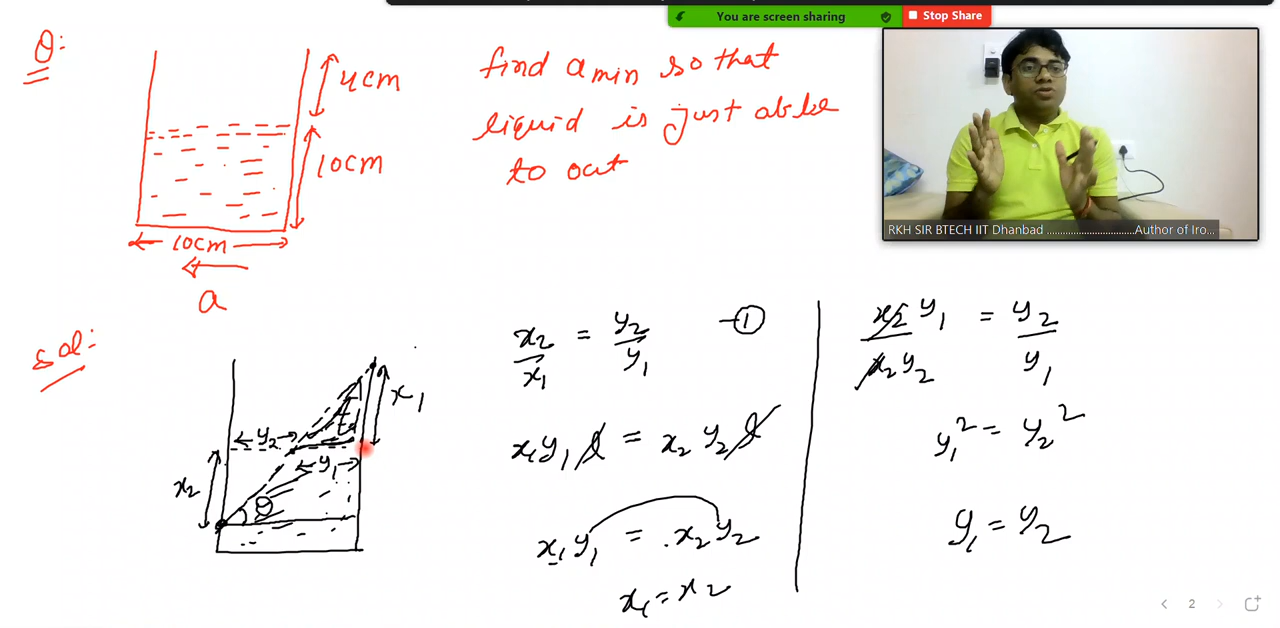 You are screen sharing
Stop Share
RKH SIR BTECH IIT Dhanbad ..................................Author of Iro...
Q:
4cm
10cm
10cm
a
find a min so that
liquid is just able
to out
sol:
x1
y2
y1
x2
θ
x2/x1 = y2/y1 —①
x1y1l = x2y2l
x1y1 = x2y2
x1 = x2
x2y1/x2y2 = y2/y1
y1² = y2²
y1 = y2
2